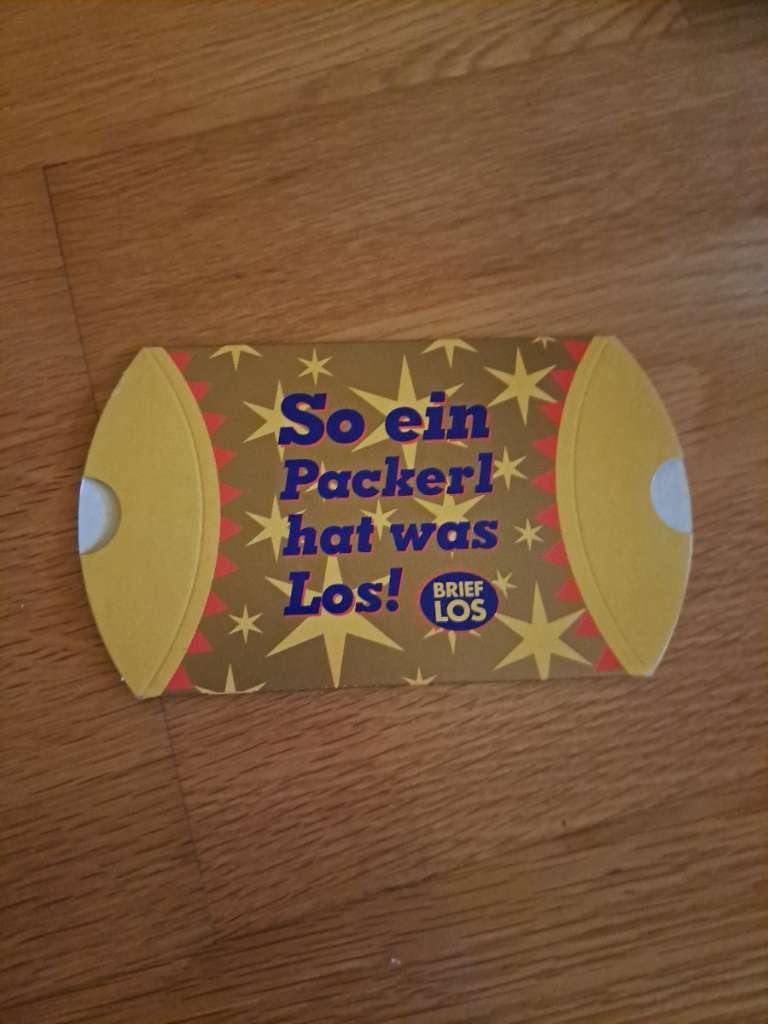 So ein
Packerl
hat was
Los!
BRIEF
LOS